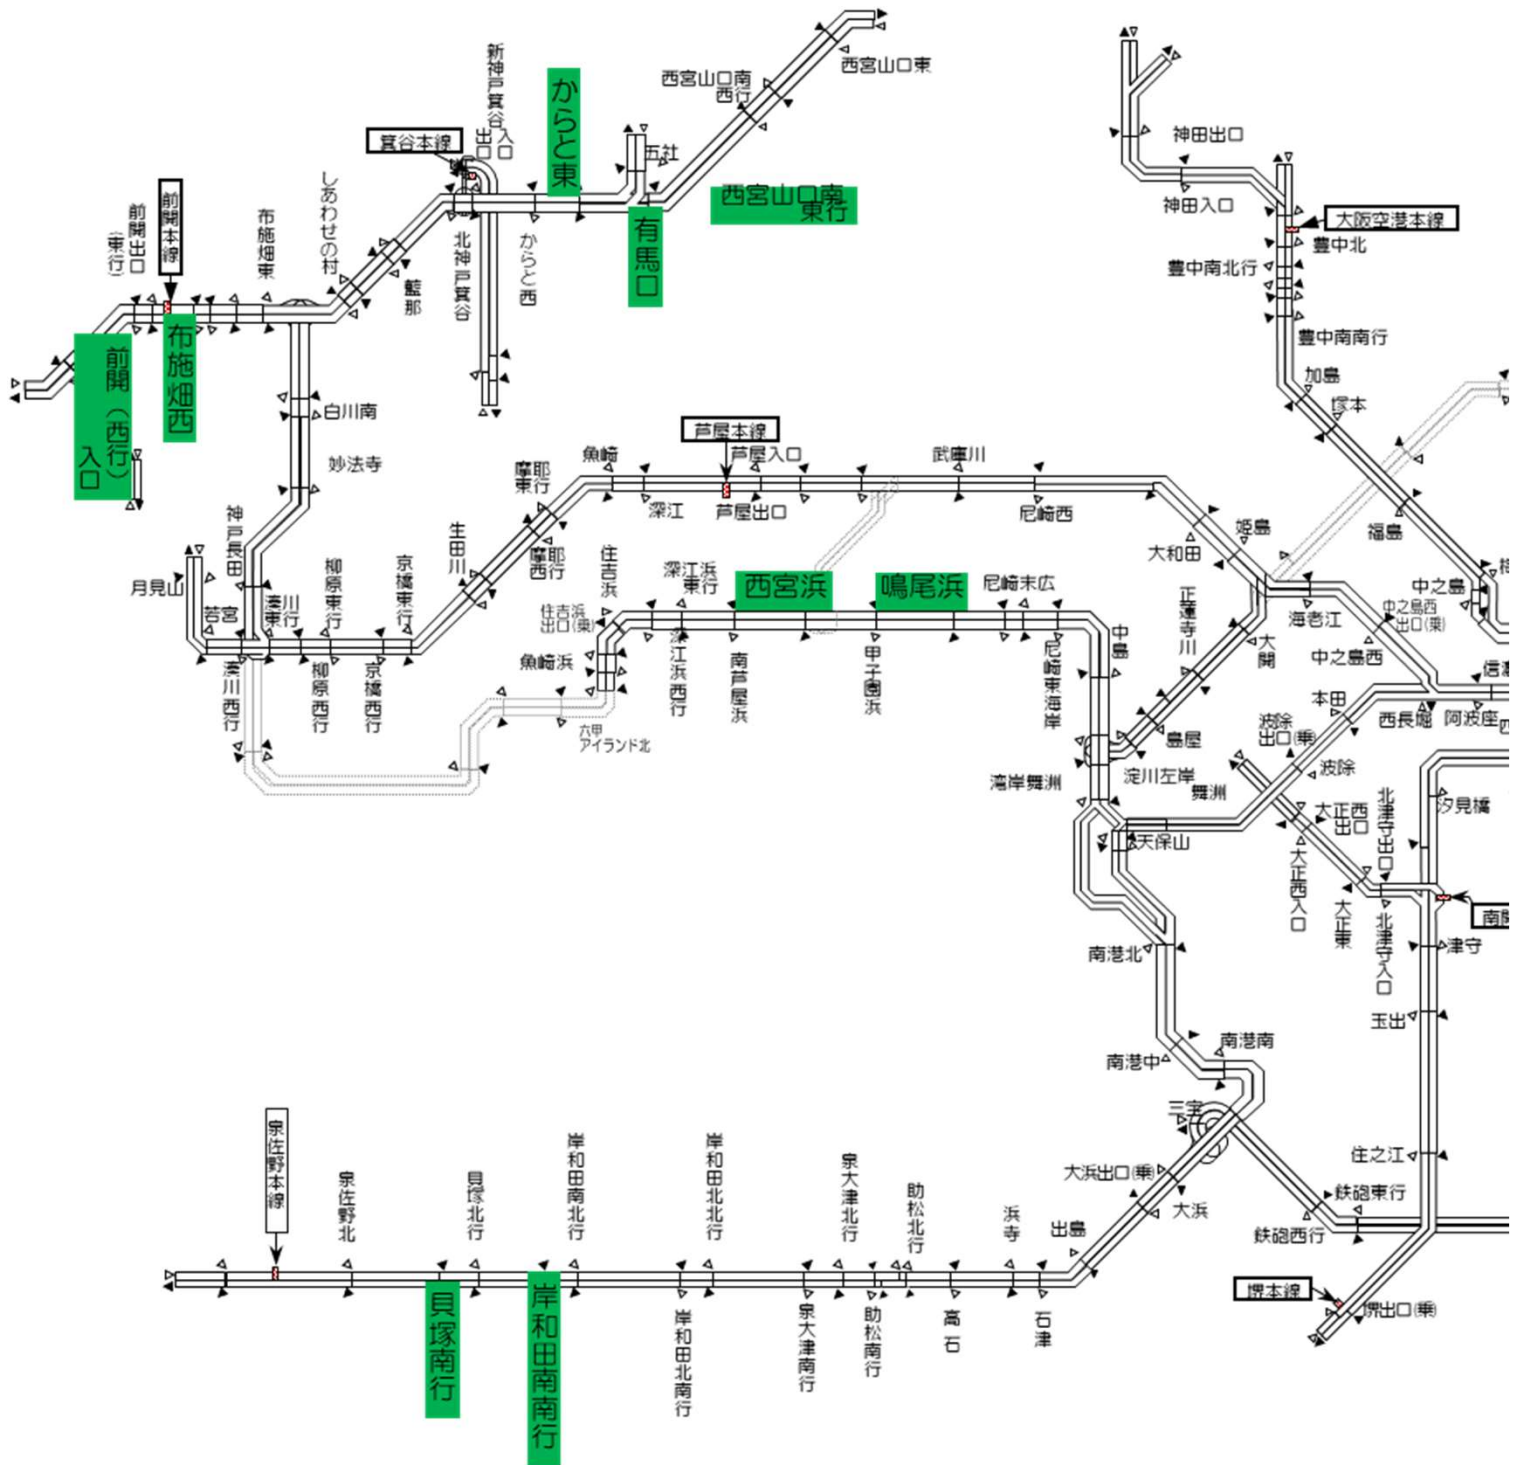 新神戸箕谷
出口
入口
からと東
西宮山口南
西行
西宮山口東
箕谷本線
五社
神田出口
神田入口
西宮山口南
東行
有馬口
大阪空港本線
豊中北
豊中南北行
豊中南南行
しあわせの村
前開本線
前開出口
(東行)
布施畑東
藍那
北神戸箕谷
からと西
布施畑西
前開(西行)
入口
白川南
妙法寺
加島
塚本
芦屋本線
魚崎
芦屋入口
武庫川
摩耶
東行
深江
芦屋出口
尼崎西
福島
姫島
大和田
神戸長田
生田川
摩耶
西行
月見山
若宮
湊川
東行
柳原東行
京橋東行
住吉浜
深江浜
東行
西宮浜
鳴尾浜
尼崎末広
正蓮寺川
大開
海老江
中之島
中之島西
出口(乗)
中之島西
住吉浜
出口(乗)
魚崎浜
湊川西行
柳原西行
京橋西行
深江浜西行
南芦屋浜
甲子園浜
尼崎東海岸
中島
六甲
アイランド北
島屋
淀川左岸
舞洲
湾岸舞洲
本田
西長堀
阿波座
波除
出口(乗)
波除
大正西
出口
北津守出口
汐見橋
天保山
大正西入口
大正東
北津守入口
津守
南港北
玉出
南港南
南港中
三宝
住之江
鉄砲東行
鉄砲西行
大浜出口(乗)
大浜
出島
泉佐野本線
泉佐野北
貝塚北行
岸和田南北行
岸和田北北行
泉大津北行
助松北行
浜寺
貝塚南行
岸和田南南行
岸和田北南行
泉大津南行
助松南行
高石
石津
堺本線
堺出口(乗)